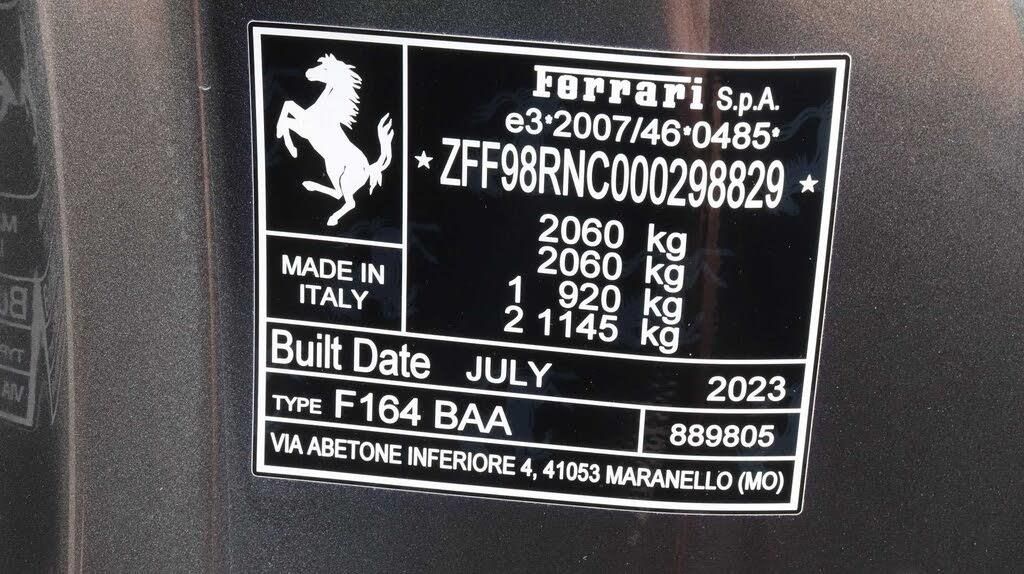 Ferrari S.p.A.
e3*2007/46*0485*
★ ZFF98RNC000298829 ★
2060 kg
2060 kg
1 920 kg
2 1145 kg
MADE IN
ITALY
Built Date JULY 2023
TYPE F164 BAA 889805
VIA ABETONE INFERIORE 4, 41053 MARANELLO (MO)